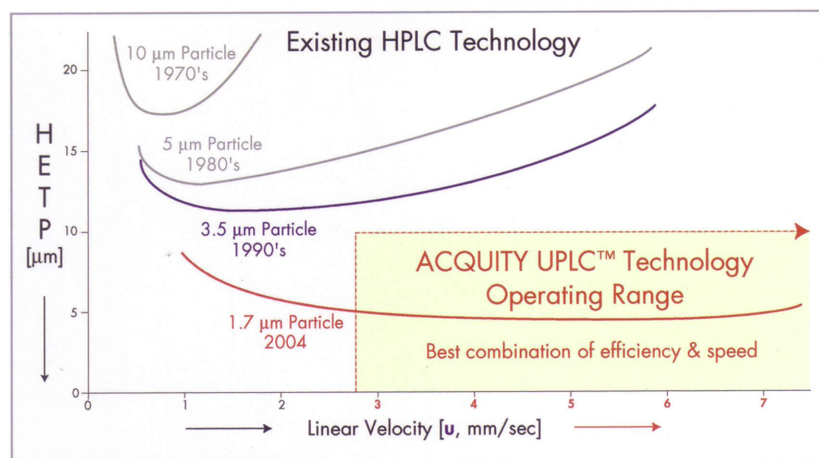 Existing HPLC Technology
10 µm Particle
1970's
5 µm Particle
1980's
3.5 µm Particle
1990's
1.7 µm Particle
2004
ACQUITY UPLC™ Technology
Operating Range
Best combination of efficiency & speed
H
E
T
P
[µm]
20
15
10
5
0
0 1 2 3 4 5 6 7
Linear Velocity [u, mm/sec]